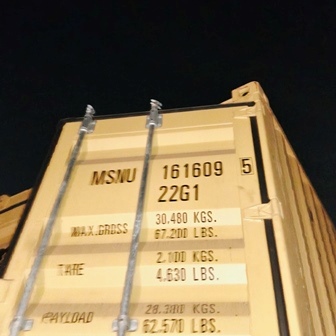 MSNU 161609 5
22G1
MAX.GROSS 30.480 KGS.
67.200 LBS.
TARE 2.100 KGS.
4.630 LBS.
PAYLOAD 28.380 KGS.
62.570 LBS.